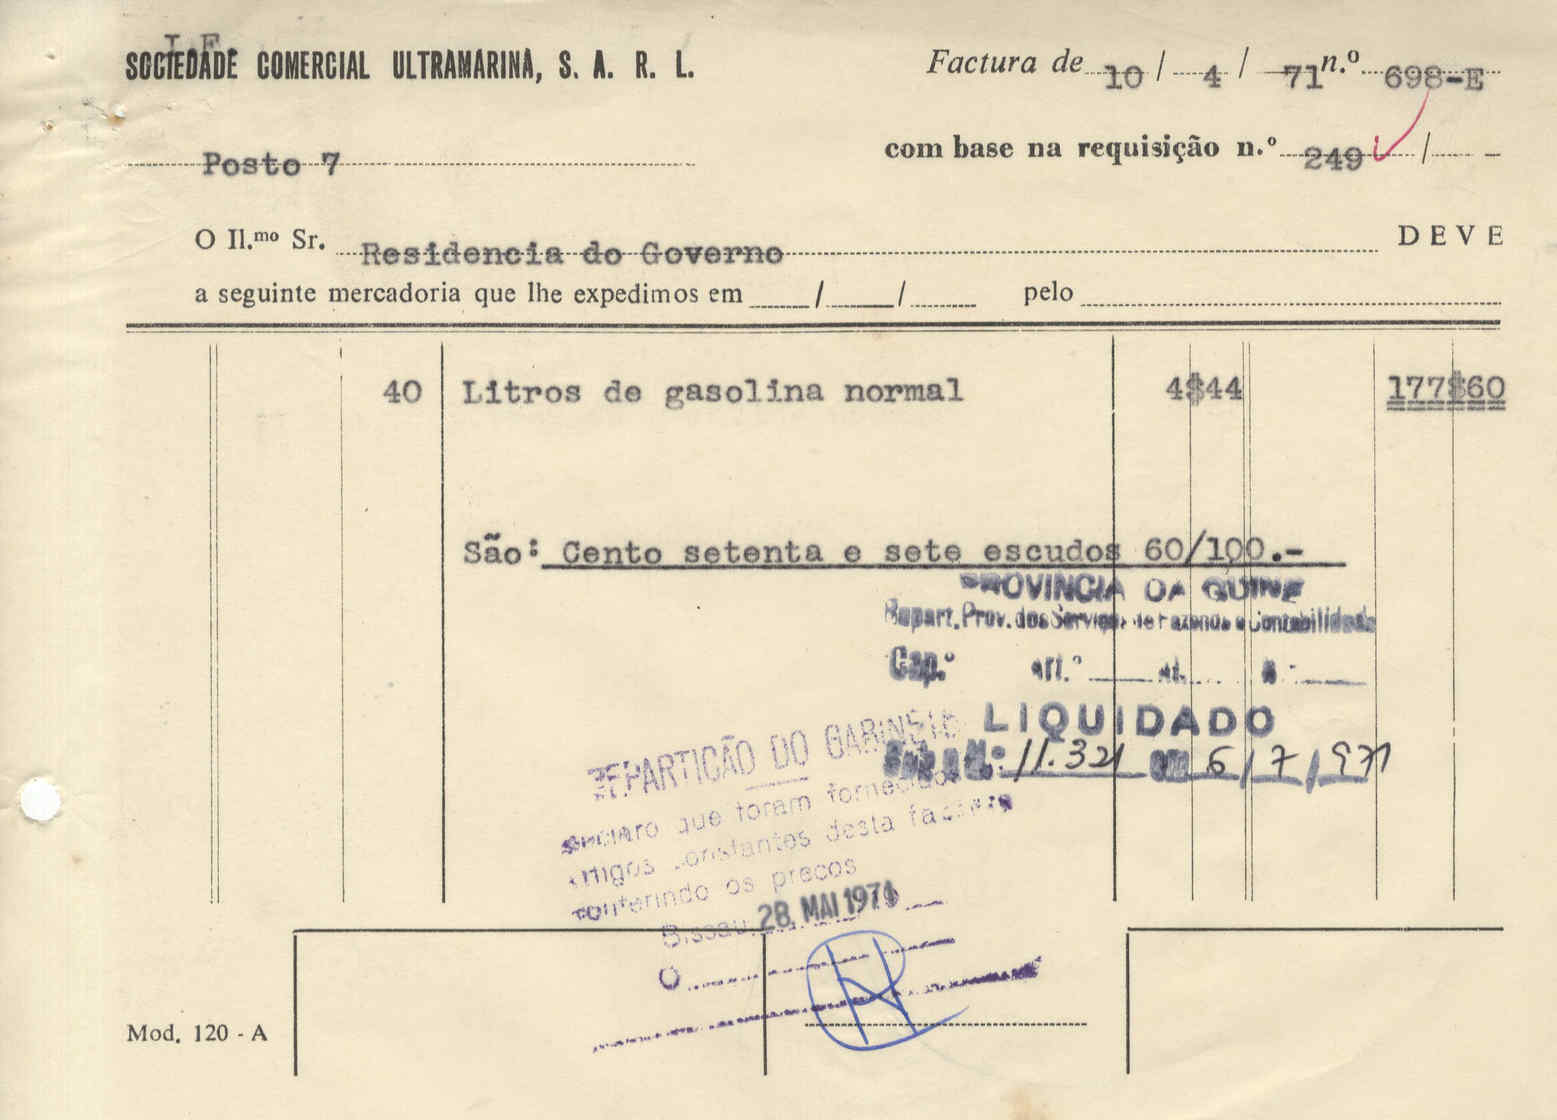 I.F.
SOCIEDADE COMERCIAL ULTRAMARINA, S. A. R. L.
Factura de 10 / 4 / 71 n.º 698-E
com base na requisição n.º 249 /
Posto 7
O Il.mo Sr. Residencia do Governo DEVE
a seguinte mercadoria que lhe expedimos em / / pelo
40 Litros de gasolina normal 4$44 177$60
São: Cento setenta e sete escudos 60/100.-
PROVINCIA DA GUINE
Repart. Prov. dos Serviços de Fazenda e Contabilidade
Cap.º art.º
LIQUIDADO
11.321 em 6/7/971
REPARTIÇÃO DO GABINETE
Declaro que foram fornecidos
artigos constantes desta factura
conferindo os preços
Bissau, 28. MAI 1971
O
Mod. 120 - A